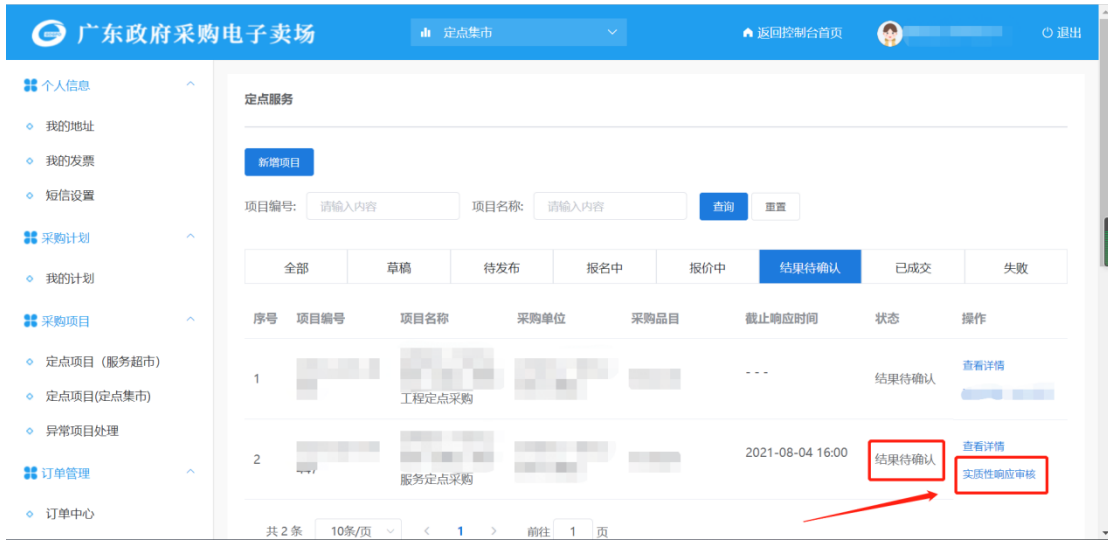 广东政府采购电子卖场
定点集市
返回控制台首页
退出
个人信息
我的地址
我的发票
短信设置
采购计划
我的计划
采购项目
定点项目（服务超市）
定点项目(定点集市)
异常项目处理
订单管理
订单中心
定点服务
新增项目
项目编号: 请输入内容 项目名称: 请输入内容 查询 重置
全部 草稿 待发布 报名中 报价中 结果待确认 已成交 失败
序号 项目编号 项目名称 采购单位 采购品目 截止响应时间 状态 操作
1 工程定点采购 - - - 结果待确认 查看详情
2 服务定点采购 2021-08-04 16:00 结果待确认 查看详情
实质性响应审核
共 2 条 10条/页 < 1 > 前往 1 页